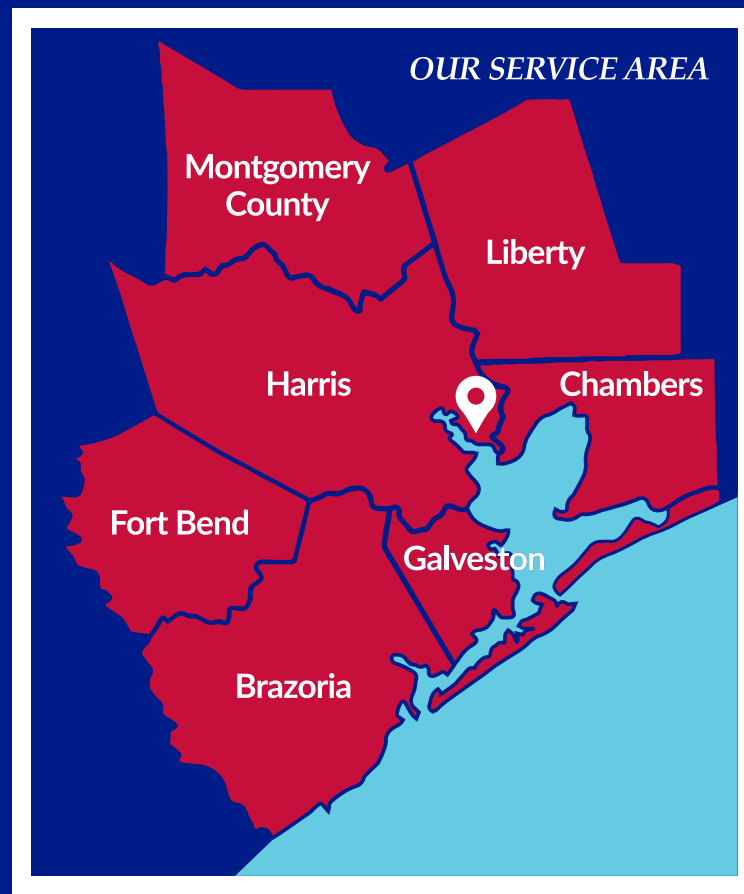 OUR SERVICE AREA
Montgomery
County
Liberty
Harris
Chambers
Fort Bend
Galveston
Brazoria